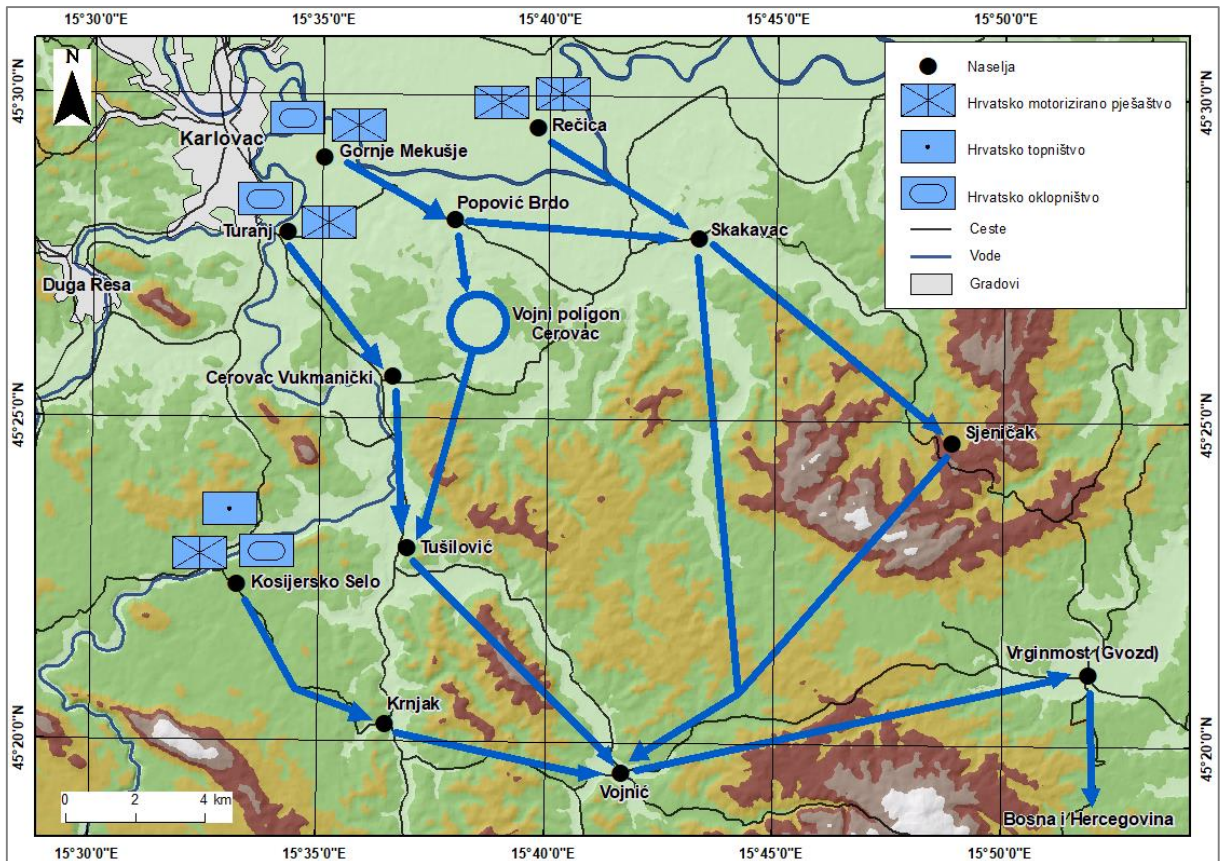 15°30'0"E
15°35'0"E
15°40'0"E
15°45'0"E
15°50'0"E
N
45°30'0"N
45°30'0"N
Naselja
Hrvatsko motorizirano pješaštvo
Hrvatsko topništvo
Hrvatsko oklopništvo
Ceste
Vode
Gradovi
Karlovac
Rečica
Gornje Mekušje
Popović Brdo
Turanj
Skakavac
Duga Resa
Vojni poligon
Cerovac
Cerovac Vukmanički
45°25'0"N
45°25'0"N
Sjeničak
Tušilović
Kosijersko Selo
Vrginmost (Gvozd)
Krnjak
45°20'0"N
45°20'0"N
Vojnić
0 2 4 km
Bosna i Hercegovina
15°30'0"E
15°35'0"E
15°40'0"E
15°45'0"E
15°50'0"E